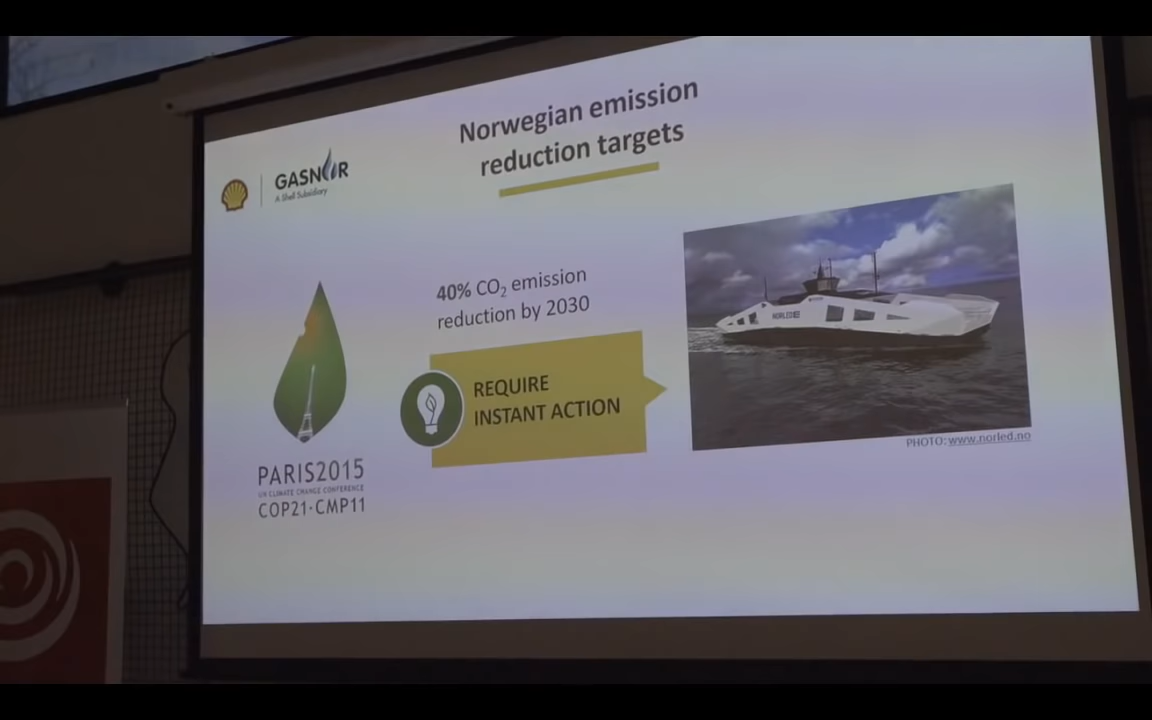 Norwegian emission
reduction targets
GASNOR
A Shell Subsidiary
40% CO₂ emission
reduction by 2030
REQUIRE
INSTANT ACTION
NORLED
PHOTO: www.norled.no
PARIS2015
UN CLIMATE CHANGE CONFERENCE
COP21·CMP11